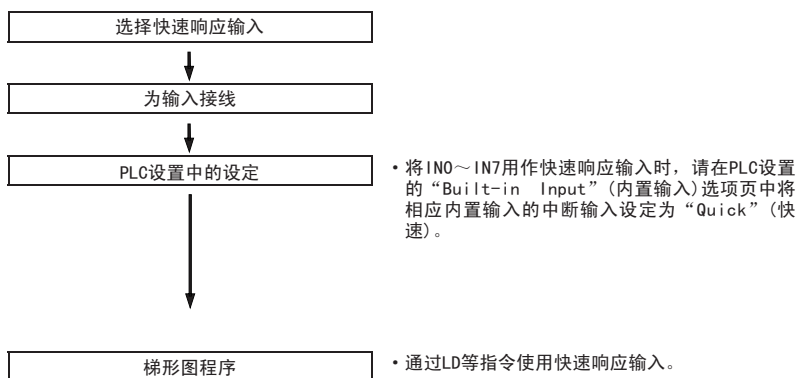 选择快速响应输入
为输入接线
PLC设置中的设定
・将IN0～IN7用作快速响应输入时，请在PLC设置
的“Built-in Input”(内置输入)选项页中将
相应内置输入的中断输入设定为“Quick”(快
速)。
梯形图程序
・通过LD等指令使用快速响应输入。